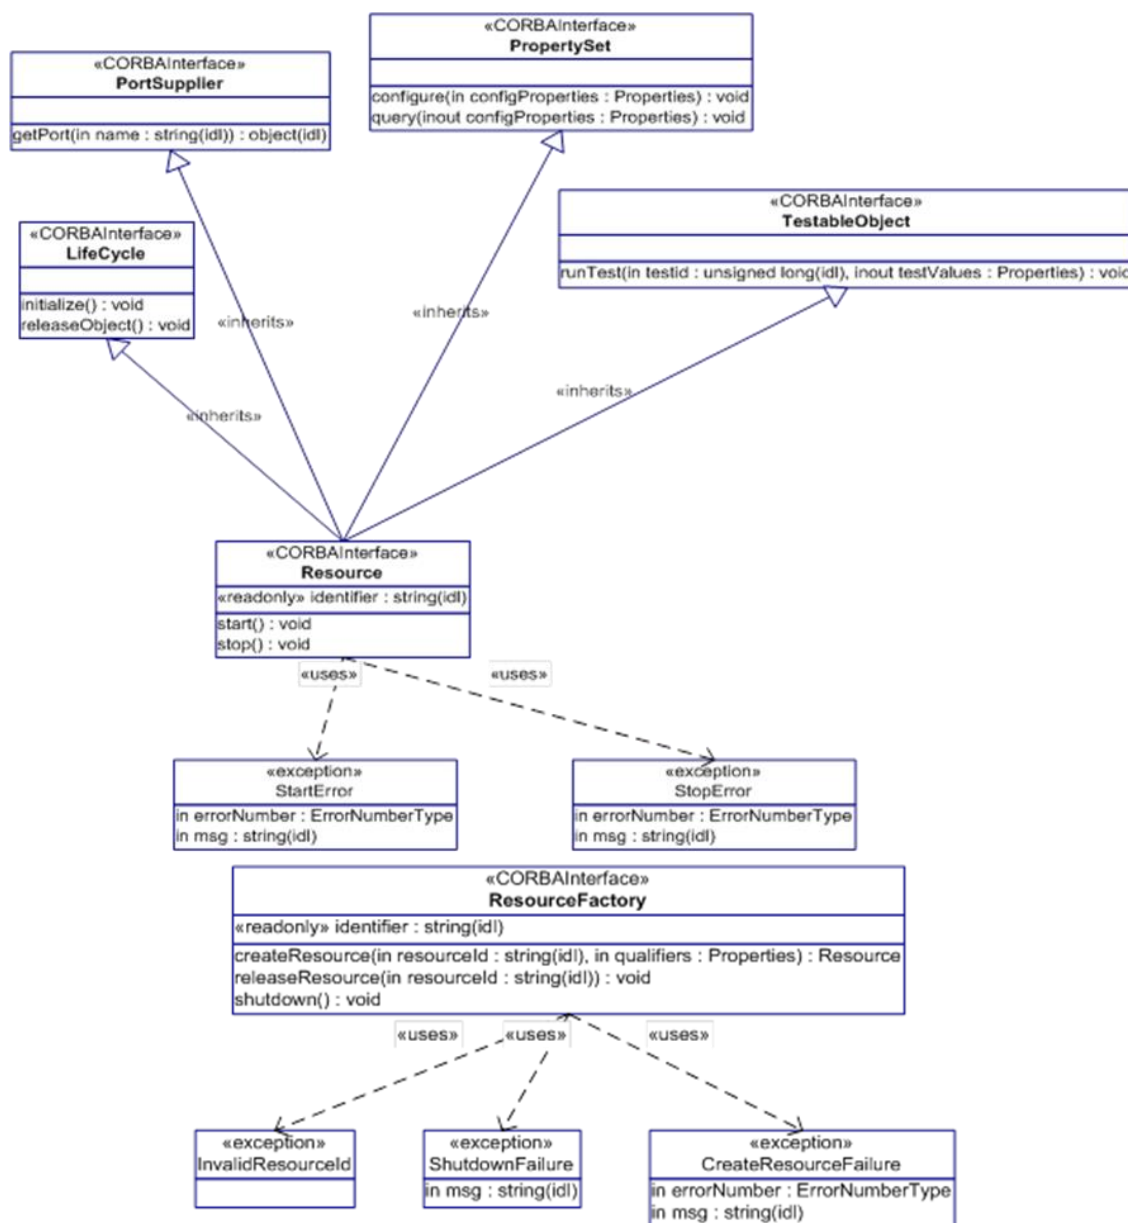 «CORBAInterface»
PropertySet
configure(in configProperties : Properties) : void
query(inout configProperties : Properties) : void
«CORBAInterface»
PortSupplier
getPort(in name : string(idl)) : object(idl)
«CORBAInterface»
TestableObject
runTest(in testid : unsigned long(idl), inout testValues : Properties) : void
«CORBAInterface»
LifeCycle
initialize() : void
releaseObject() : void
«inherits»
«inherits»
«inherits»
«inherits»
«CORBAInterface»
Resource
«readonly» identifier : string(idl)
start() : void
stop() : void
«uses»
«uses»
«exception»
StartError
in errorNumber : ErrorNumberType
in msg : string(idl)
«exception»
StopError
in errorNumber : ErrorNumberType
in msg : string(idl)
«CORBAInterface»
ResourceFactory
«readonly» identifier : string(idl)
createResource(in resourceId : string(idl), in qualifiers : Properties) : Resource
releaseResource(in resourceId : string(idl)) : void
shutdown() : void
«uses»
«uses»
«uses»
«exception»
InvalidResourceId
«exception»
ShutdownFailure
in msg : string(idl)
«exception»
CreateResourceFailure
in errorNumber : ErrorNumberType
in msg : string(idl)